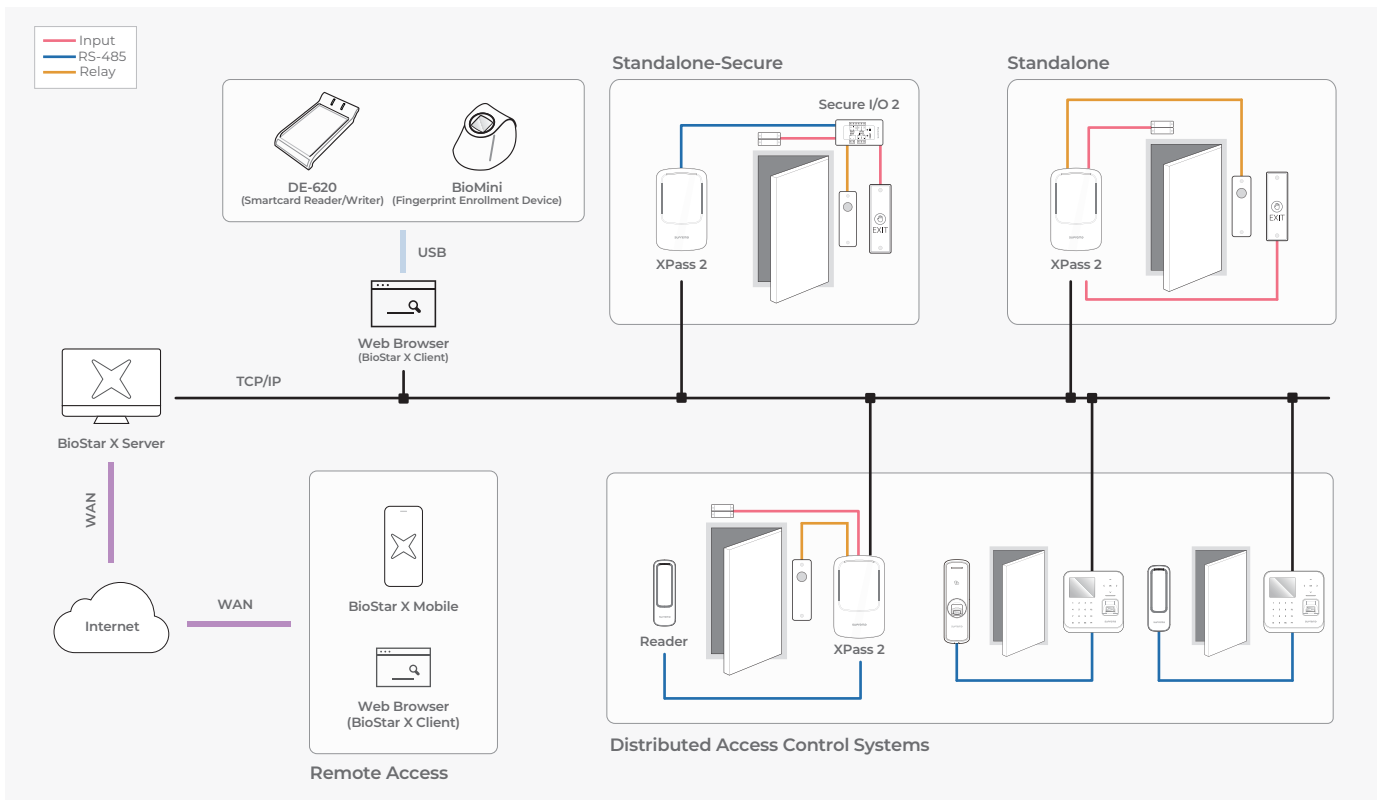 Input
RS-485
Relay
DE-620
(Smartcard Reader/Writer)
BioMini
(Fingerprint Enrollment Device)
USB
Web Browser
(BioStar X Client)
Standalone-Secure
Secure I/O 2
EXIT
XPass 2
Standalone
EXIT
XPass 2
TCP/IP
BioStar X Server
WAN
Internet
WAN
BioStar X Mobile
Web Browser
(BioStar X Client)
Remote Access
Reader
XPass 2
Distributed Access Control Systems